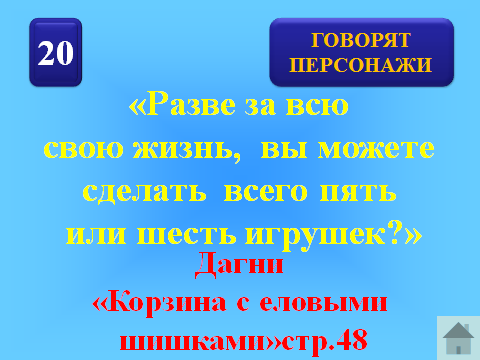 20
ГОВОРЯТ
ПЕРСОНАЖИ
«Разве за всю
свою жизнь, вы можете
сделать всего пять
или шесть игрушек?»
Дагни
«Корзина с еловыми
шишками»стр.48